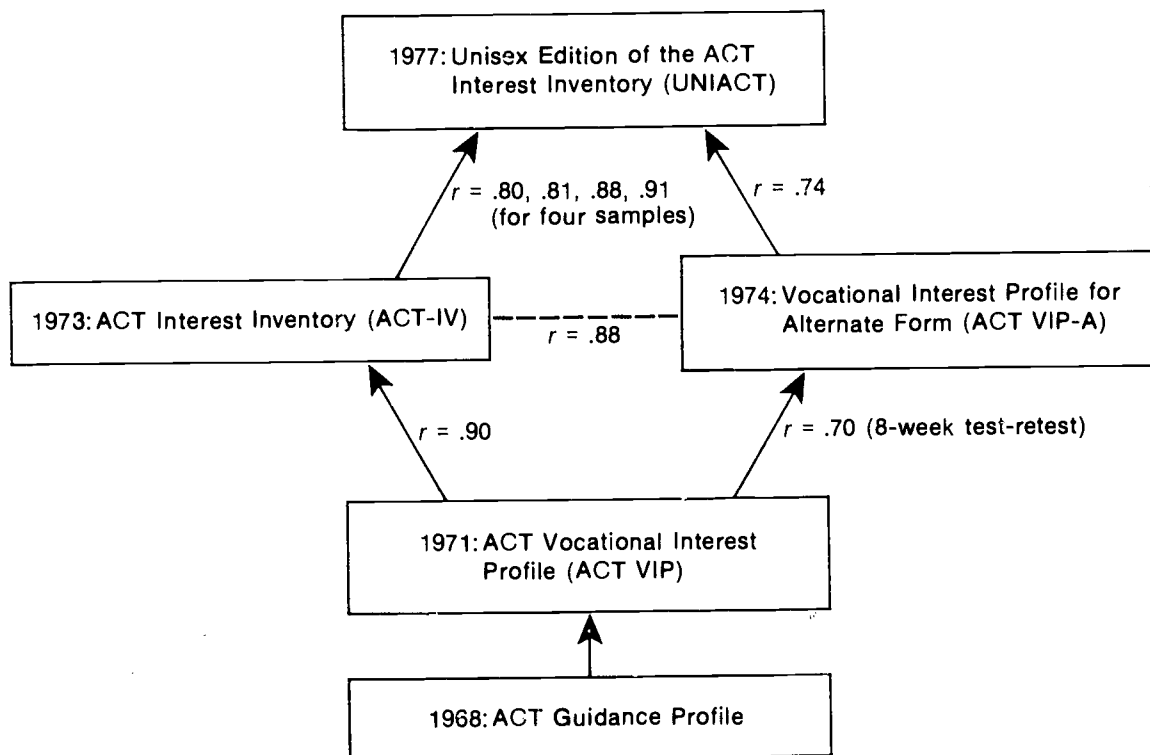 1977: Unisex Edition of the ACT
Interest Inventory (UNIACT)
r = .80, .81, .88, .91
(for four samples)
r = .74
1973: ACT Interest Inventory (ACT-IV)
r = .88
1974: Vocational Interest Profile for
Alternate Form (ACT VIP-A)
r = .90
r = .70 (8-week test-retest)
1971: ACT Vocational Interest
Profile (ACT VIP)
1968: ACT Guidance Profile